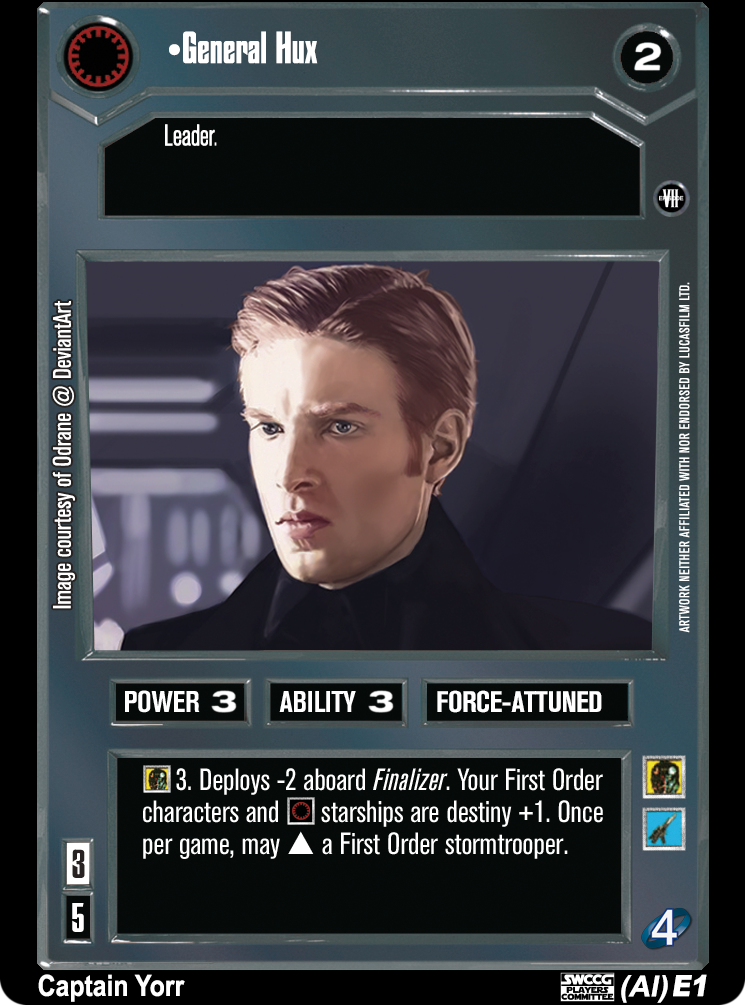 •General Hux
2
Leader.
EPISODE VII
Image courtesy of Odrane @ DeviantArt
ARTWORK NEITHER AFFILIATED WITH NOR ENDORSED BY LUCASFILM LTD.
POWER 3
ABILITY 3
FORCE-ATTUNED
3. Deploys -2 aboard Finalizer. Your First Order
characters and starships are destiny +1. Once
per game, may ▲ a First Order stormtrooper.
3
5
4
Captain Yorr
SWCCG
PLAYERS
COMMITTEE
(AI) E1